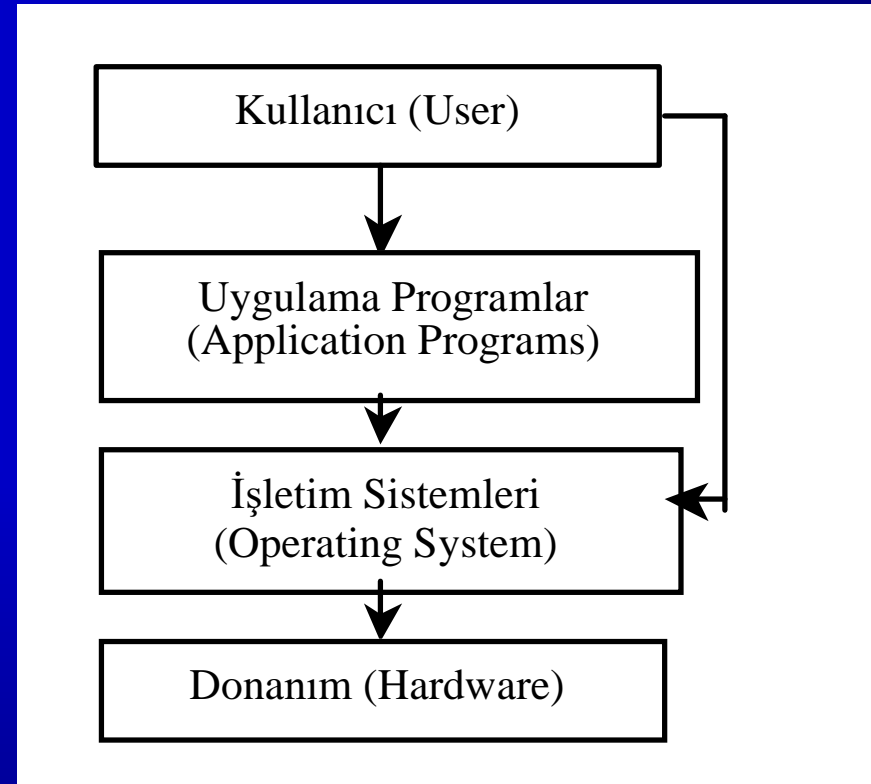 Kullanıcı (User)
Uygulama Programlar
(Application Programs)
İşletim Sistemleri
(Operating System)
Donanım (Hardware)